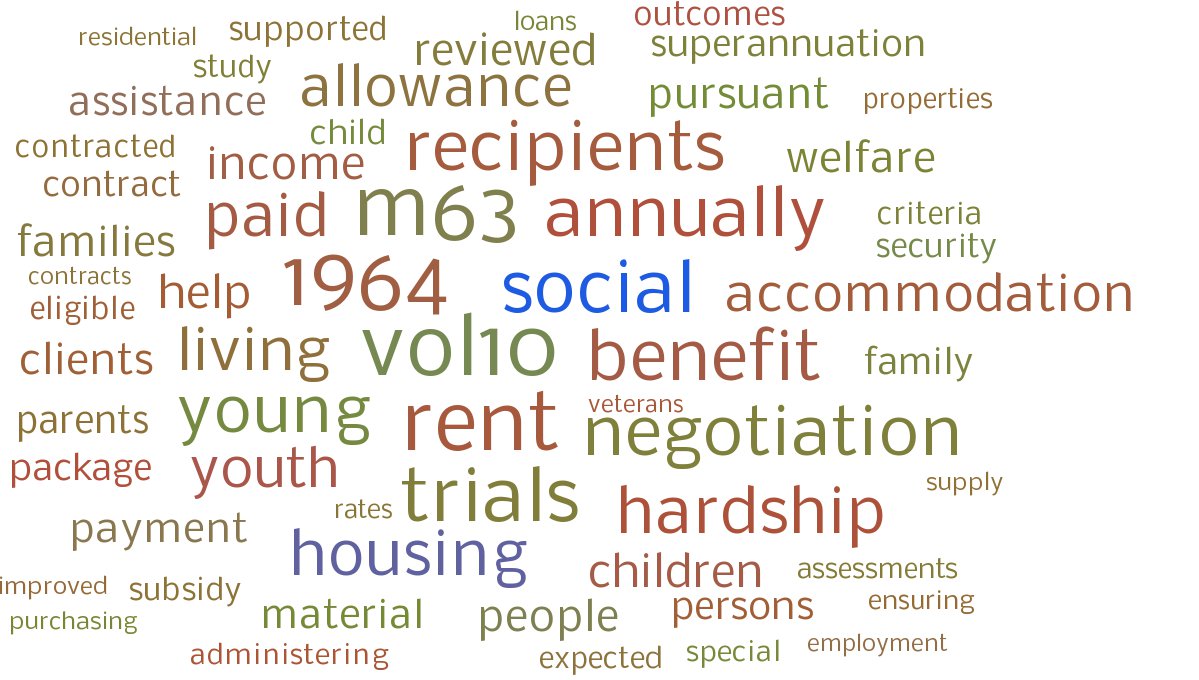 loans outcomes
residential supported
reviewed superannuation
study
allowance
assistance pursuant properties
child recipients
contracted income welfare
contract
paid m63 annually criteria
families security
contracts
eligible help 1964 social accommodation
clients living vol10 benefit family
parents young rent veterans
negotiation
package youth
trials supply
rates hardship
payment
housing children assessments
improved subsidy
purchasing material people persons ensuring
administering expected special employment